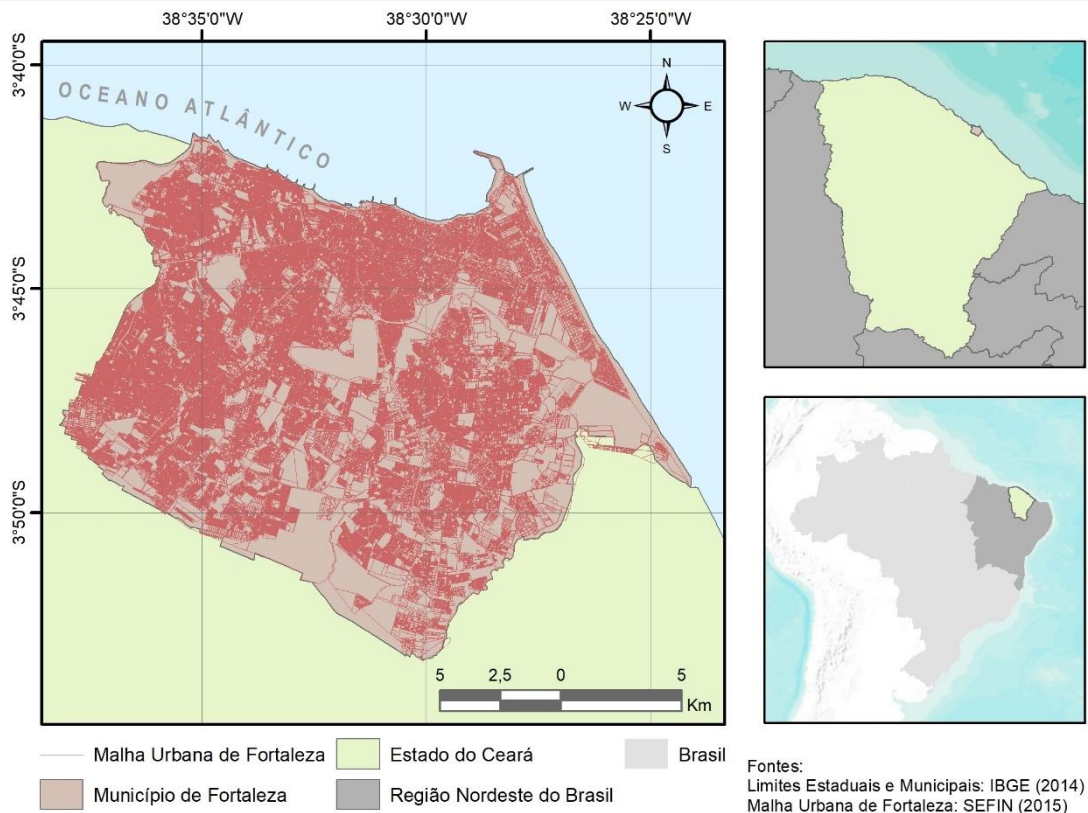 38°35'0"W
38°30'0"W
38°25'0"W
3°40'0"S
3°45'0"S
3°50'0"S
OCEANO ATLÂNTICO
N
W
E
S
5
2,5
0
5
Km
Malha Urbana de Fortaleza
Estado do Ceará
Brasil
Município de Fortaleza
Região Nordeste do Brasil
Fontes:
Limites Estaduais e Municipais: IBGE (2014)
Malha Urbana de Fortaleza: SEFIN (2015)